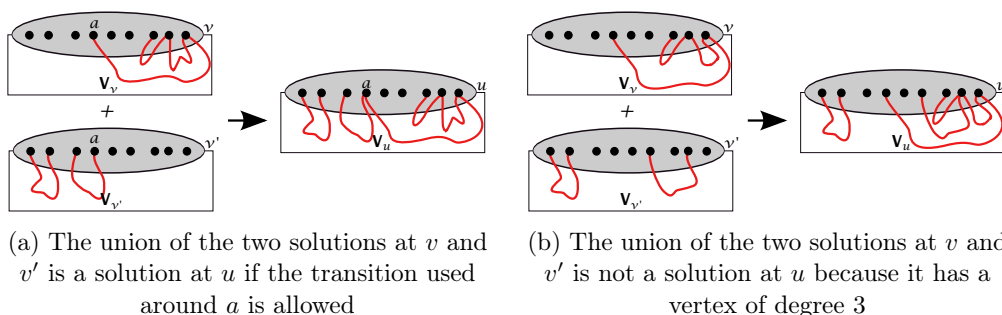 a
v
V_v
+
a
v'
V_v'
a
u
V_u
(a) The union of the two solutions at v and
v' is a solution at u if the transition used
around a is allowed
v
V_v
+
v'
V_v'
u
V_u
(b) The union of the two solutions at v and
v' is not a solution at u because it has a
vertex of degree 3